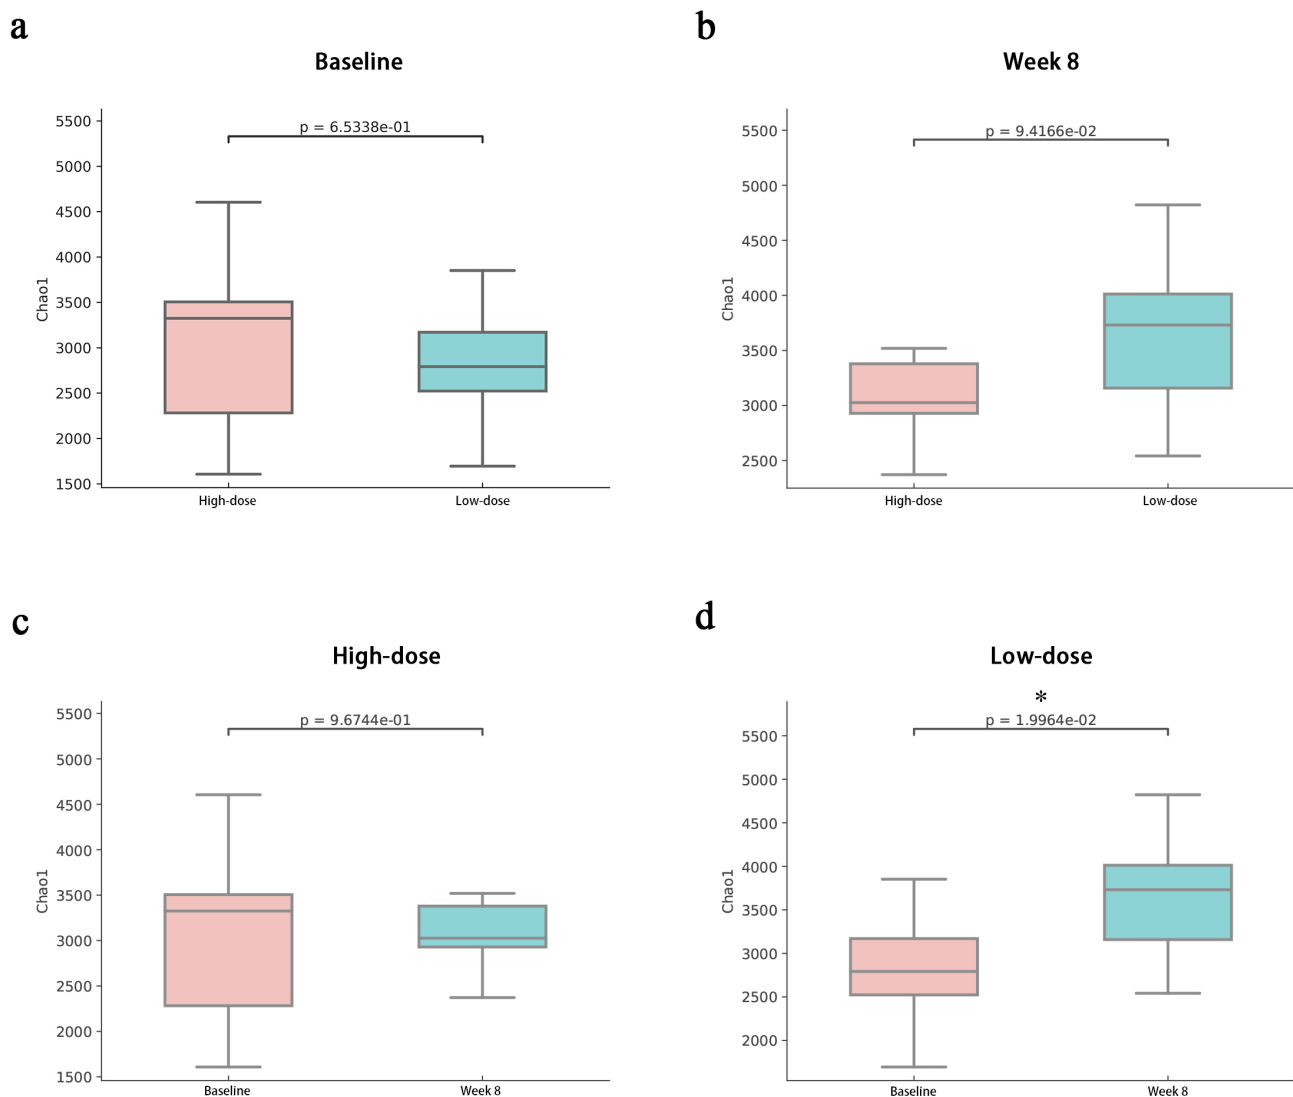 a
Baseline
p = 6.5338e-01
5500
5000
4500
4000
3500
3000
2500
2000
1500
Chao1
High-dose
Low-dose
b
Week 8
p = 9.4166e-02
5500
5000
4500
4000
3500
3000
2500
Chao1
High-dose
Low-dose
c
High-dose
p = 9.6744e-01
5500
5000
4500
4000
3500
3000
2500
2000
1500
Chao1
Baseline
Week 8
d
Low-dose
*
p = 1.9964e-02
5500
5000
4500
4000
3500
3000
2500
2000
Chao1
Baseline
Week 8